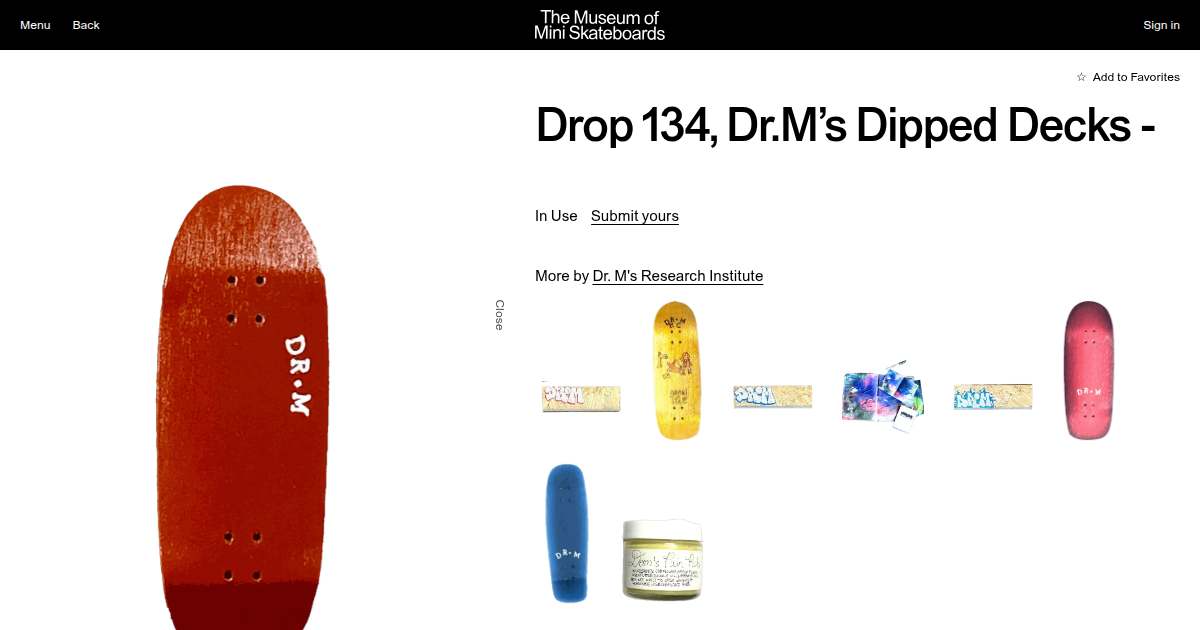 Menu Back
The Museum of
Mini Skateboards
Sign in
☆ Add to Favorites
Drop 134, Dr.M’s Dipped Decks -
In Use Submit yours
More by Dr. M's Research Institute
Close
DR·M
DR·M
DR·M
DR·M